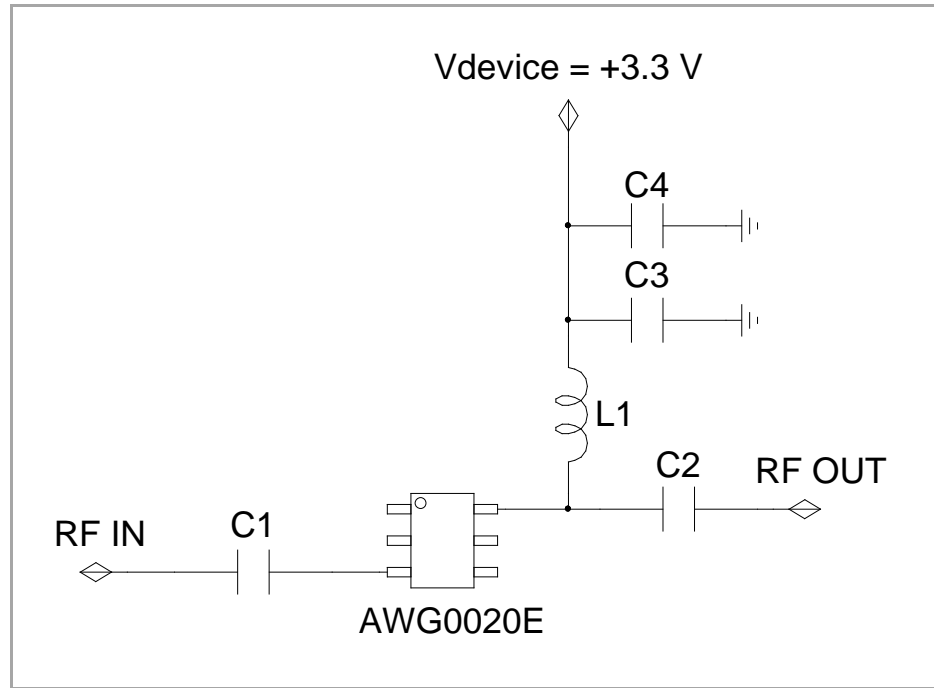 Vdevice = +3.3 V
C4
C3
L1
C2
RF OUT
C1
RF IN
AWG0020E